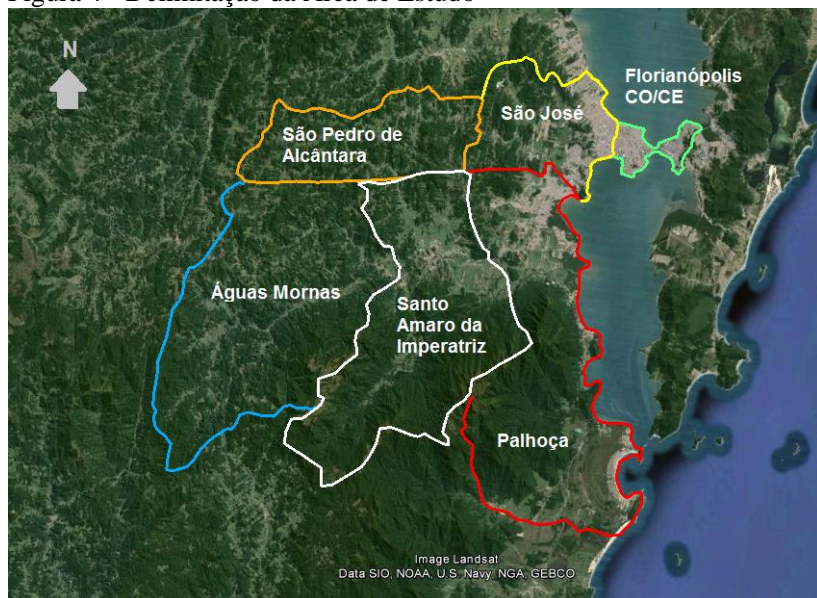 Figura 4 - Delimitação da Área de Estudo
N
Florianópolis
CO/CE
São José
São Pedro de
Alcântara
Águas Mornas
Santo
Amaro da
Imperatriz
Palhoça
Image Landsat
Data SIO, NOAA, U.S. Navy, NGA, GEBCO